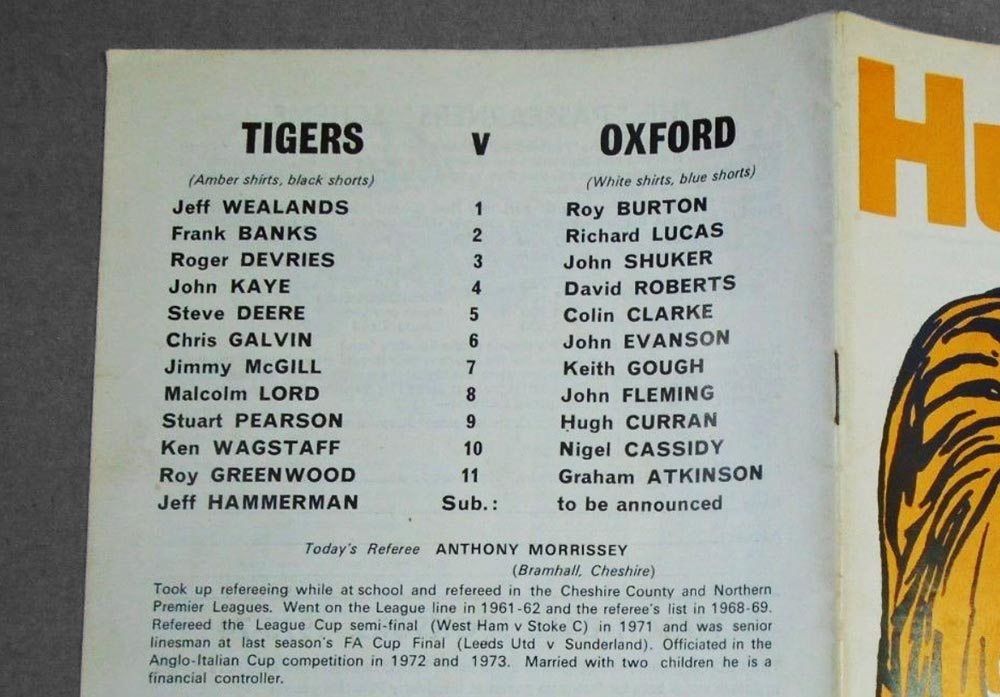 TIGERS v OXFORD
(Amber shirts, black shorts) (White shirts, blue shorts)
Jeff WEALANDS 1 Roy BURTON
Frank BANKS 2 Richard LUCAS
Roger DEVRIES 3 John SHUKER
John KAYE 4 David ROBERTS
Steve DEERE 5 Colin CLARKE
Chris GALVIN 6 John EVANSON
Jimmy McGILL 7 Keith GOUGH
Malcolm LORD 8 John FLEMING
Stuart PEARSON 9 Hugh CURRAN
Ken WAGSTAFF 10 Nigel CASSIDY
Roy GREENWOOD 11 Graham ATKINSON
Jeff HAMMERMAN Sub.: to be announced
Today's Referee ANTHONY MORRISSEY
(Bramhall, Cheshire)
Took up refereeing while at school and refereed in the Cheshire County and Northern
Premier Leagues. Went on the League line in 1961-62 and the referee's list in 1968-69.
Refereed the League Cup semi-final (West Ham v Stoke C) in 1971 and was senior
linesman at last season's FA Cup Final (Leeds Utd v Sunderland). Officiated in the
Anglo-Italian Cup competition in 1972 and 1973. Married with two children he is a
financial controller.